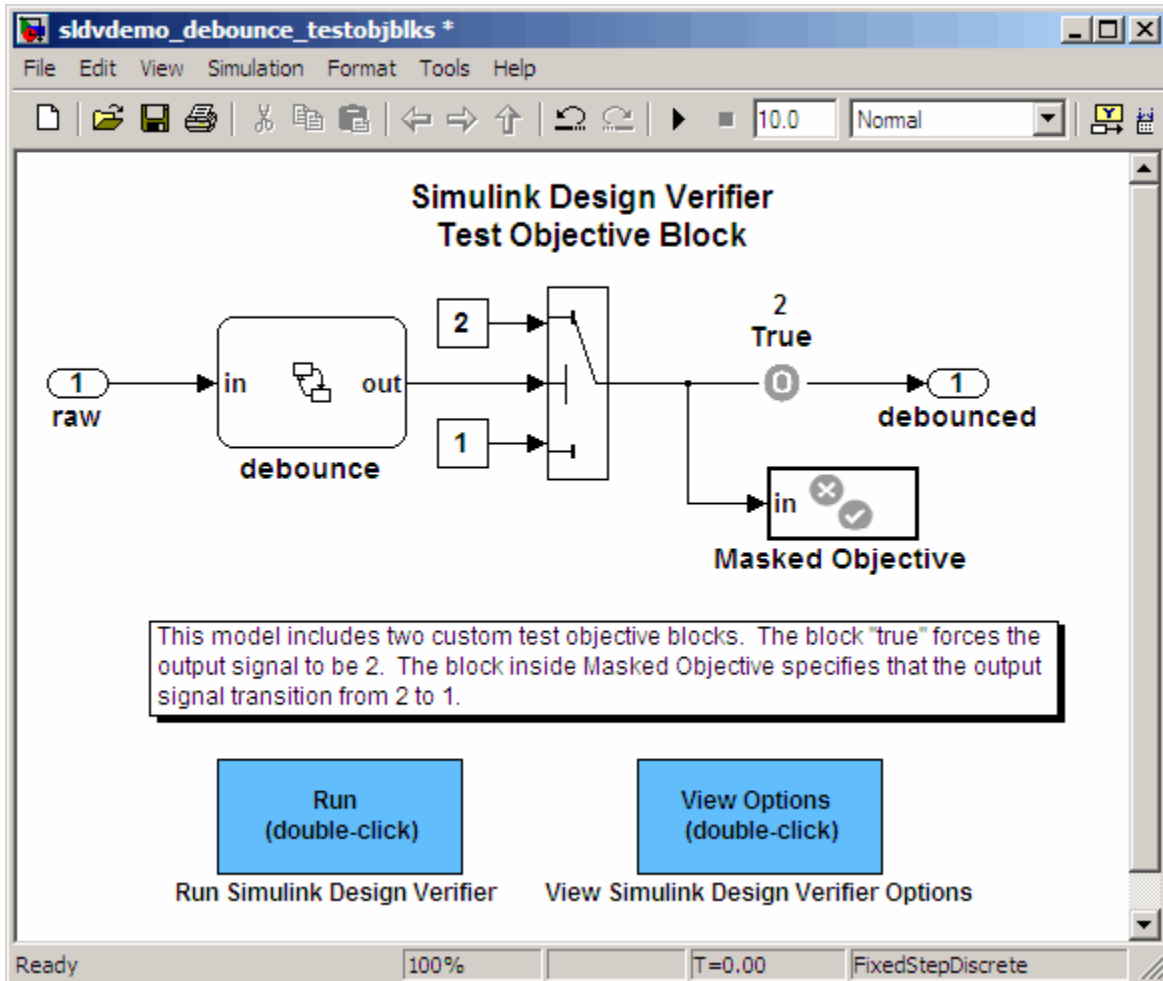 sldvdemo_debounce_testobjblks *
File Edit View Simulation Format Tools Help
10.0 Normal
Simulink Design Verifier
Test Objective Block
2
True
2
1 in out 1
raw debounced
1
debounce
in
Masked Objective
This model includes two custom test objective blocks. The block "true" forces the
output signal to be 2. The block inside Masked Objective specifies that the output
signal transition from 2 to 1.
Run
(double-click)
Run Simulink Design Verifier
View Options
(double-click)
View Simulink Design Verifier Options
Ready 100% T=0.00 FixedStepDiscrete